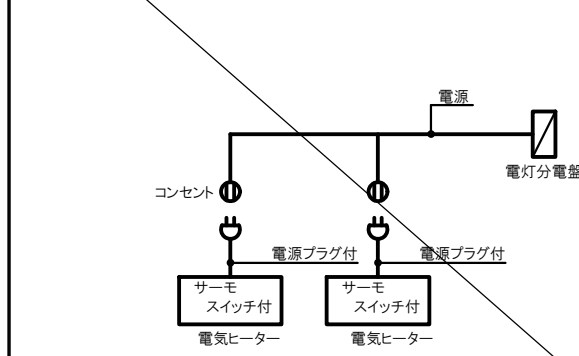 電源
電灯分電盤
コンセント
電源プラグ付
電源プラグ付
サーモ
スイッチ付
サーモ
スイッチ付
電気ヒーター
電気ヒーター